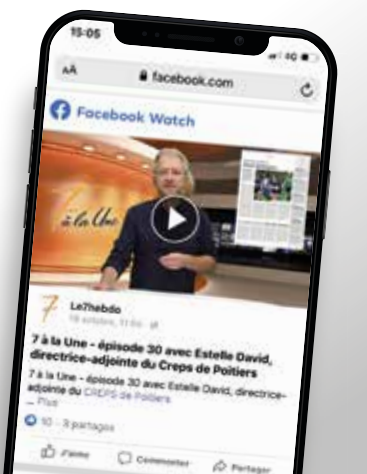 15:05
4G
AA facebook.com
Facebook Watch
7
à la Une
7
Le7hebdo
7 à la Une - épisode 30 avec Estelle David,
directrice-adjointe du Creps de Poitiers
7 à la Une - épisode 30 avec Estelle David, directrice-
adjointe du CREPS de Poitiers
... Plus
10 · 3 partages
J'aime Commenter Partager